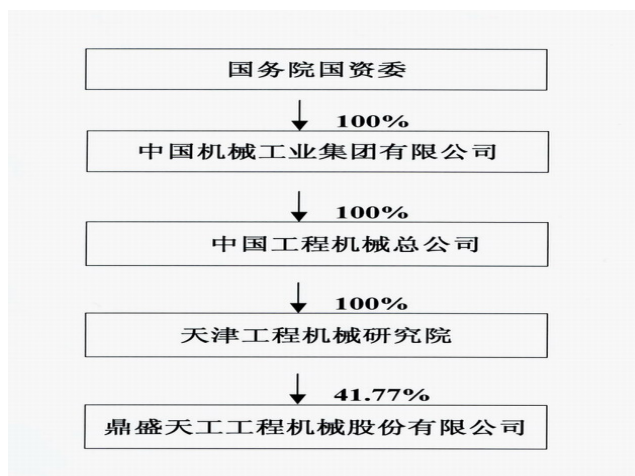 国务院国资委
100%
中国机械工业集团有限公司
100%
中国工程机械总公司
100%
天津工程机械研究院
41.77%
鼎盛天工工程机械股份有限公司